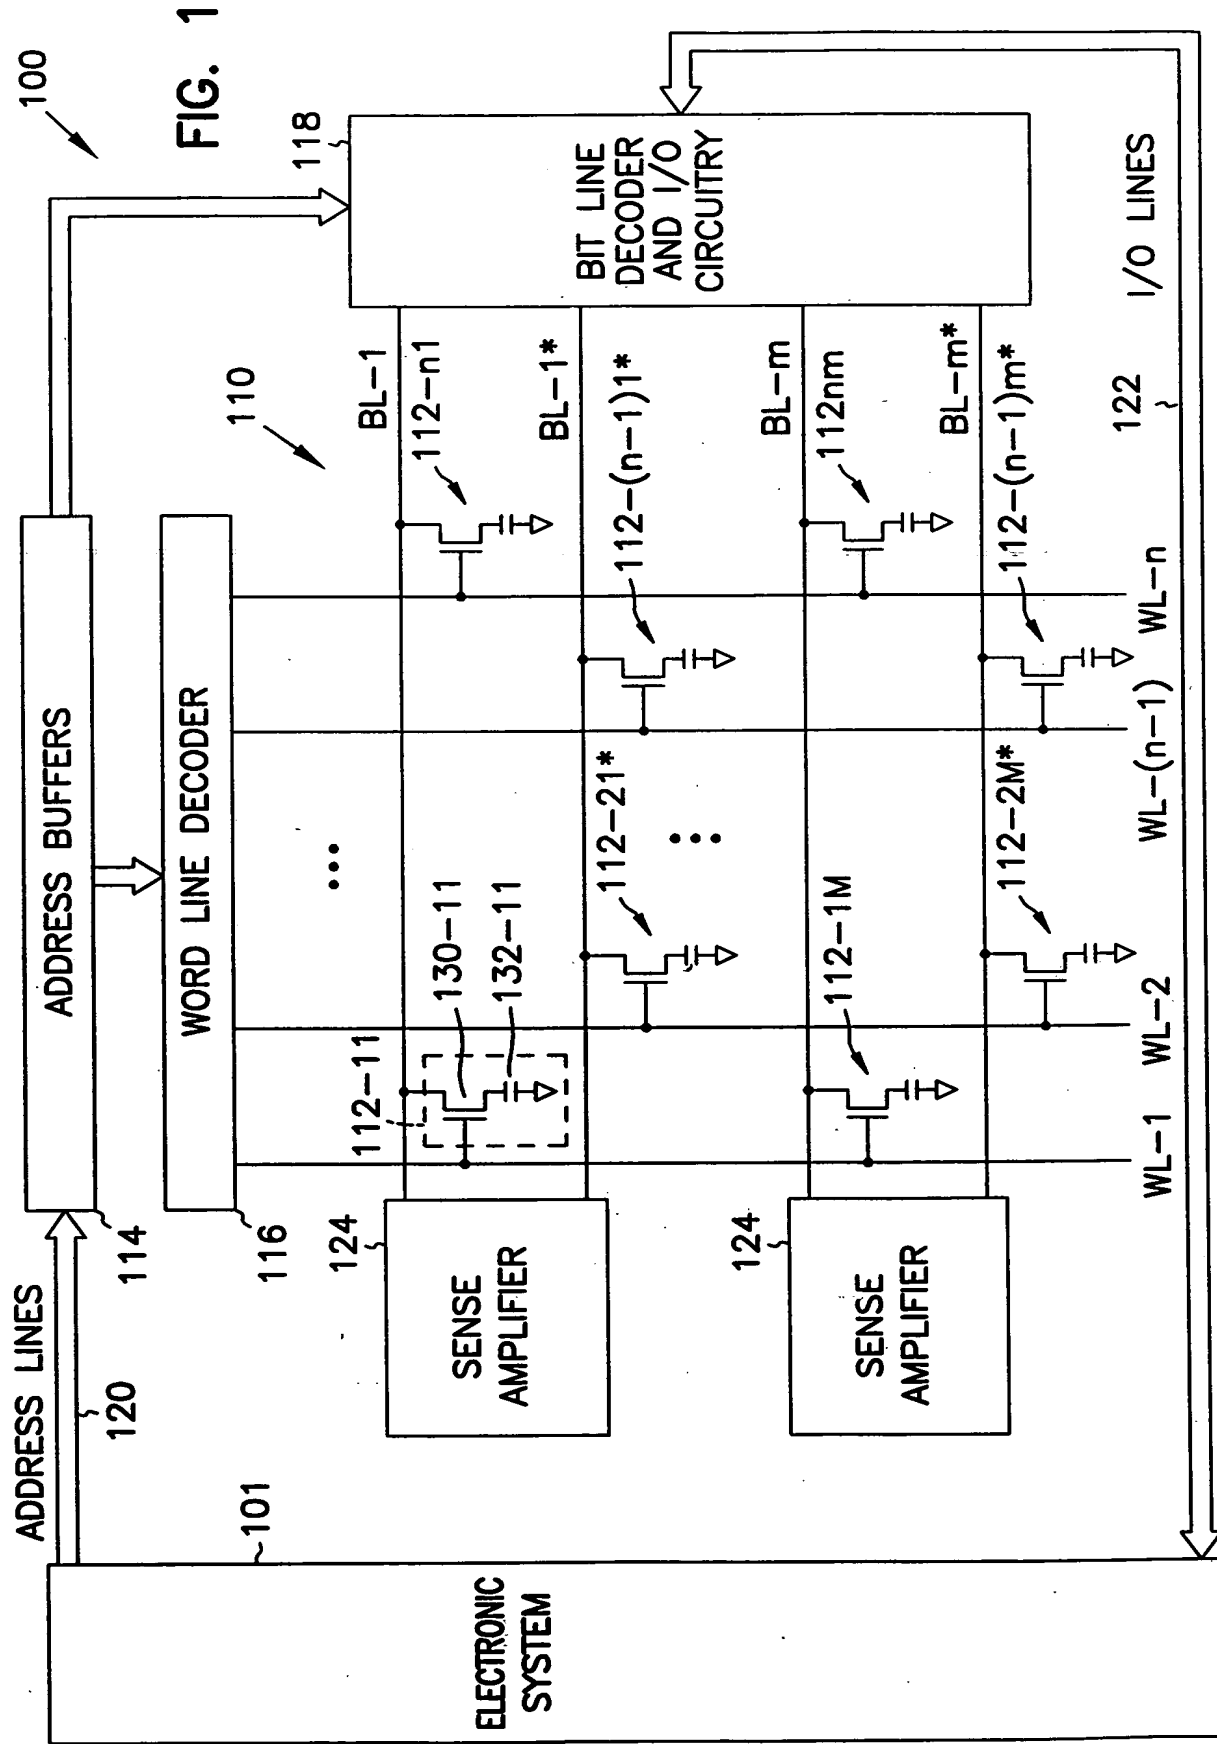 FIG. 1
100
ELECTRONIC
SYSTEM
101
ADDRESS LINES
120
ADDRESS BUFFERS
114
WORD LINE DECODER
116
118
BIT LINE
DECODER
AND I/O
CIRCUITRY
110
124
SENSE
AMPLIFIER
124
SENSE
AMPLIFIER
112-11
130-11
132-11
BL-1
112-n1
112-21*
BL-1*
112-(n-1)1*
112-1M
BL-m
112nm
112-2M*
BL-m*
112-(n-1)m*
WL-1
WL-2
WL-(n-1)
WL-n
122
I/O LINES